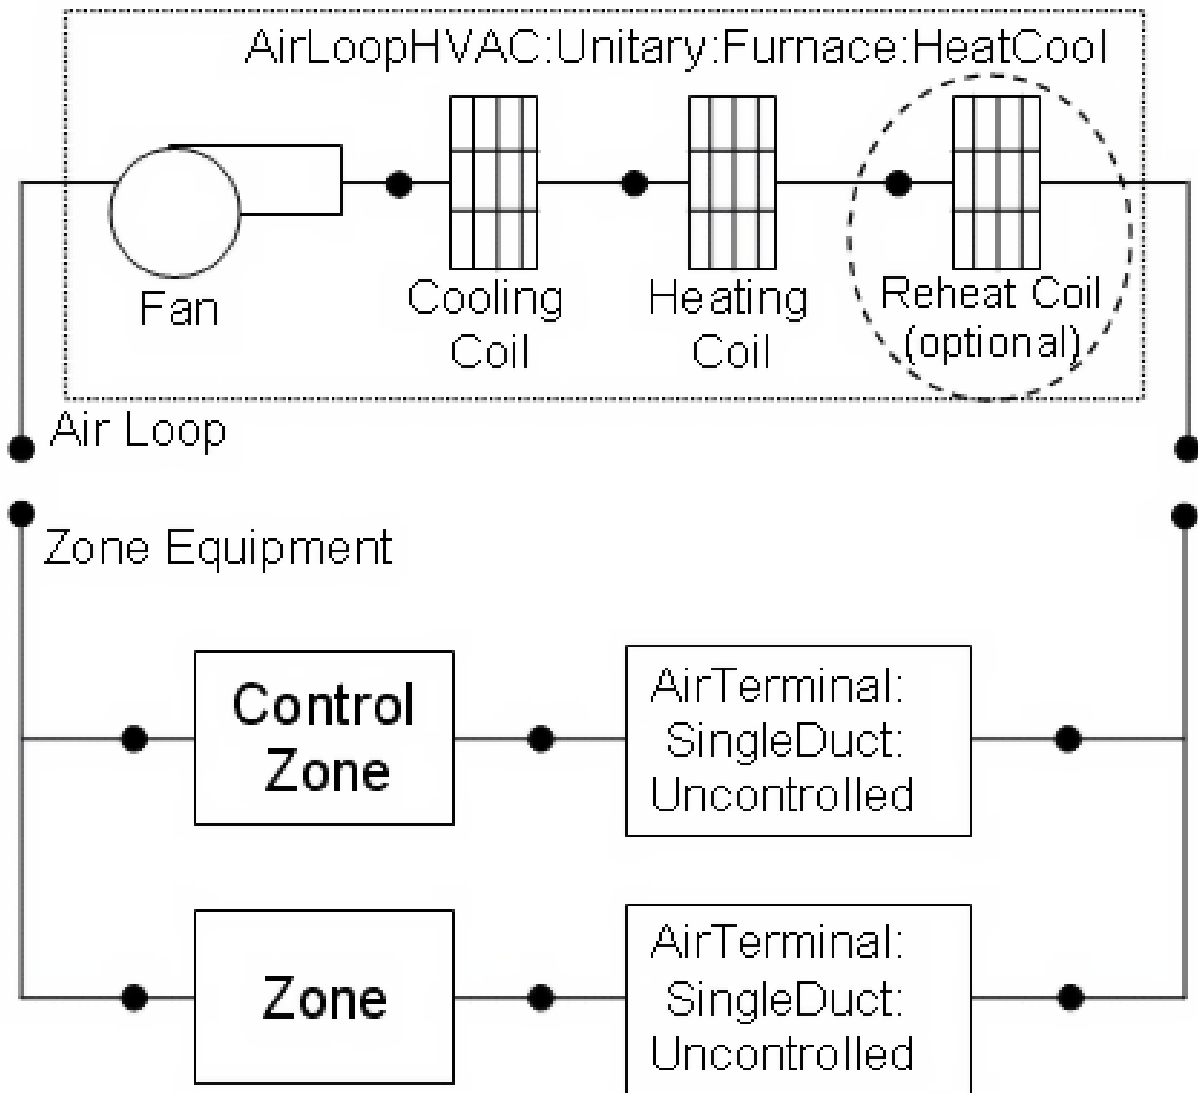 AirLoopHVAC:Unitary:Furnace:HeatCool
Fan
Cooling
Coil
Heating
Coil
Reheat Coil
(optional)
Air Loop
Zone Equipment
Control
Zone
AirTerminal:
SingleDuct:
Uncontrolled
Zone
AirTerminal:
SingleDuct:
Uncontrolled